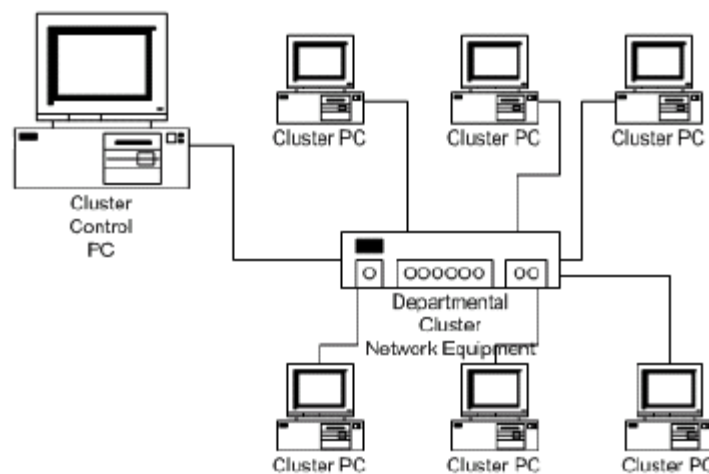 Cluster PC
Cluster PC
Cluster PC
Cluster
Control
PC
Departmental
Cluster
Network Equipment
Cluster PC
Cluster PC
Cluster PC